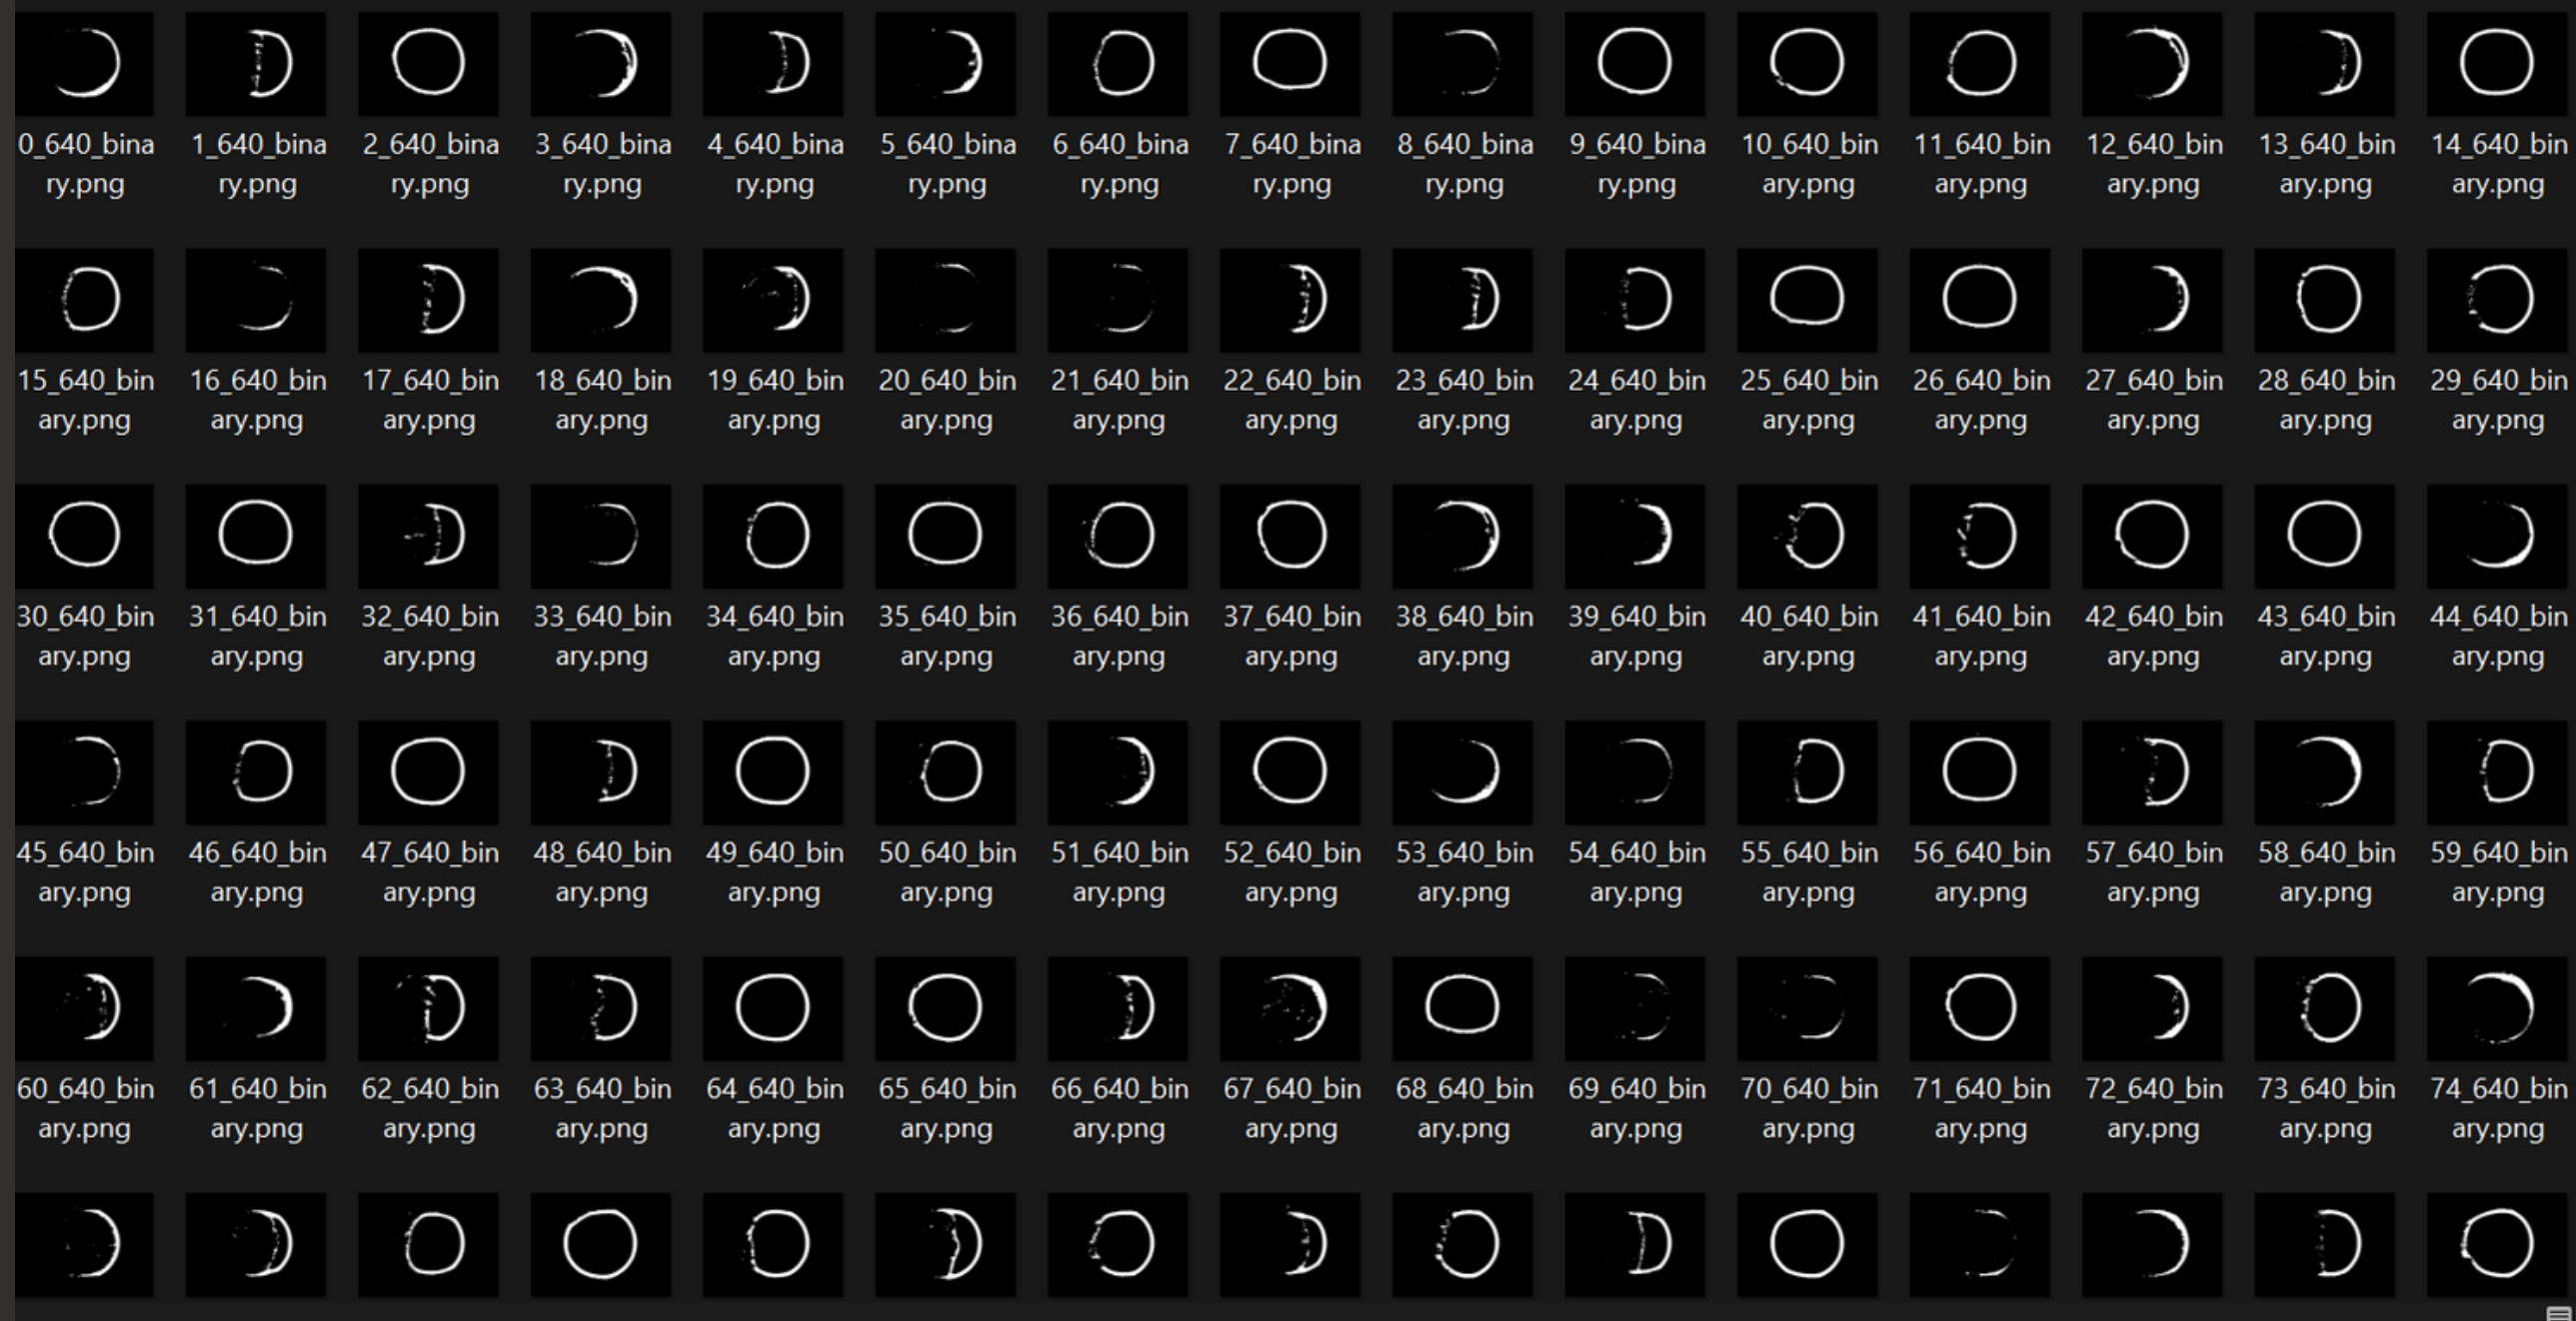 0_640_bina 1_640_bina 2_640_bina 3_640_bina 4_640_bina 5_640_bina 6_640_bina 7_640_bina 8_640_bina 9_640_bina 10_640_bin 11_640_bin 12_640_bin 13_640_bin 14_640_bin
ry.png ry.png ry.png ry.png ry.png ry.png ry.png ry.png ry.png ry.png ary.png ary.png ary.png ary.png ary.png
15_640_bin 16_640_bin 17_640_bin 18_640_bin 19_640_bin 20_640_bin 21_640_bin 22_640_bin 23_640_bin 24_640_bin 25_640_bin 26_640_bin 27_640_bin 28_640_bin 29_640_bin
ary.png ary.png ary.png ary.png ary.png ary.png ary.png ary.png ary.png ary.png ary.png ary.png ary.png ary.png ary.png
30_640_bin 31_640_bin 32_640_bin 33_640_bin 34_640_bin 35_640_bin 36_640_bin 37_640_bin 38_640_bin 39_640_bin 40_640_bin 41_640_bin 42_640_bin 43_640_bin 44_640_bin
ary.png ary.png ary.png ary.png ary.png ary.png ary.png ary.png ary.png ary.png ary.png ary.png ary.png ary.png ary.png
45_640_bin 46_640_bin 47_640_bin 48_640_bin 49_640_bin 50_640_bin 51_640_bin 52_640_bin 53_640_bin 54_640_bin 55_640_bin 56_640_bin 57_640_bin 58_640_bin 59_640_bin
ary.png ary.png ary.png ary.png ary.png ary.png ary.png ary.png ary.png ary.png ary.png ary.png ary.png ary.png ary.png
60_640_bin 61_640_bin 62_640_bin 63_640_bin 64_640_bin 65_640_bin 66_640_bin 67_640_bin 68_640_bin 69_640_bin 70_640_bin 71_640_bin 72_640_bin 73_640_bin 74_640_bin
ary.png ary.png ary.png ary.png ary.png ary.png ary.png ary.png ary.png ary.png ary.png ary.png ary.png ary.png ary.png